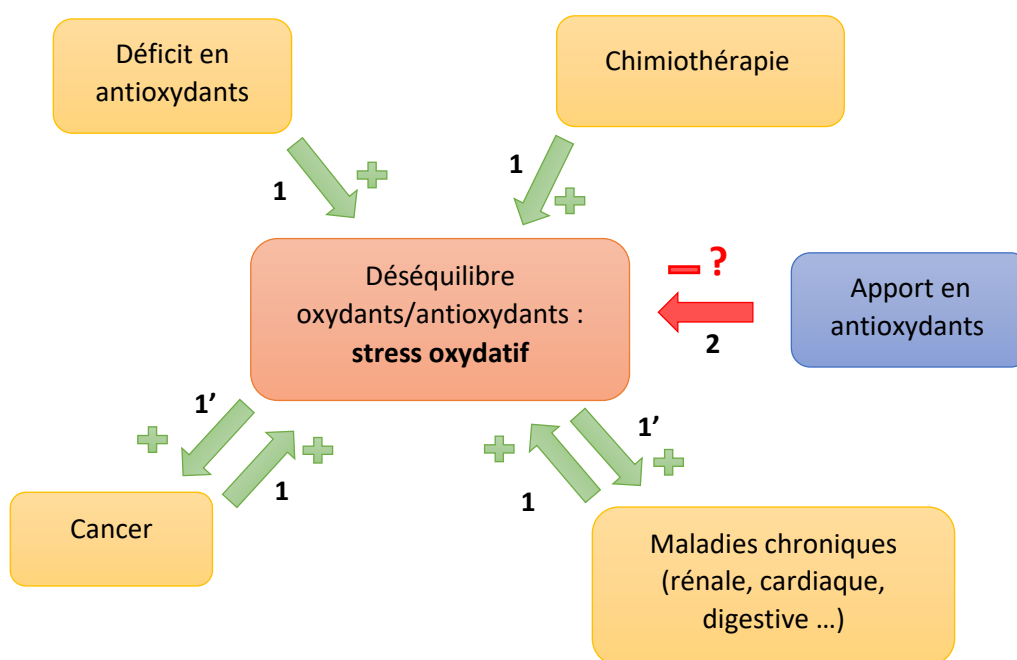 Déficit en
antioxydants
Chimiothérapie
1
1
Déséquilibre
oxydants/antioxydants :
stress oxydatif
?
2
Apport en
antioxydants
1’
1
1’
1
Cancer
Maladies chroniques
(rénale, cardiaque,
digestive …)